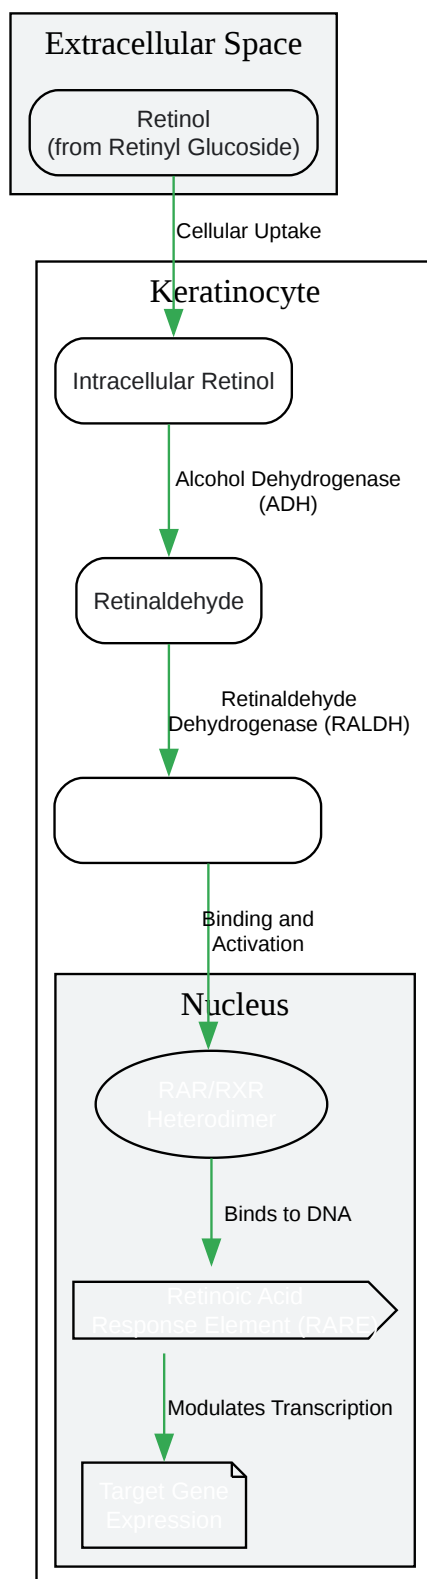 Extracellular Space
Retinol
(from Retinyl Glucoside)
Cellular Uptake
Keratinocyte
Intracellular Retinol
Alcohol Dehydrogenase
(ADH)
Retinaldehyde
Retinaldehyde
Dehydrogenase (RALDH)
Binding and
Activation
Nucleus
RAR/RXR
Heterodimer
Binds to DNA
Retinoic Acid
Response Element (RARE)
Modulates Transcription
Target Gene
Expression